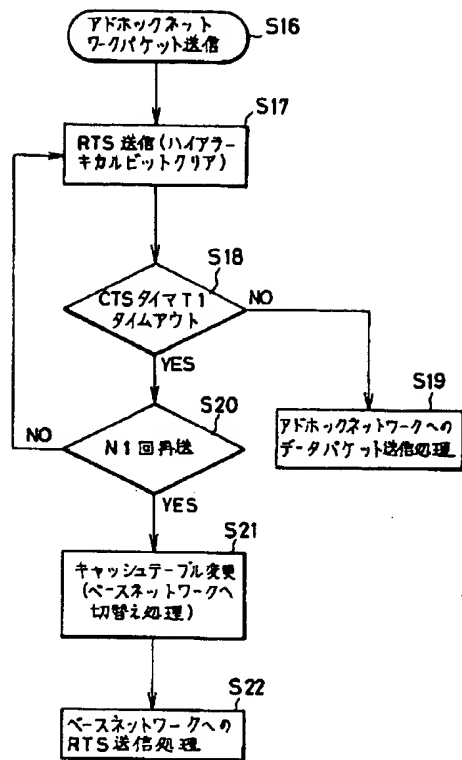 アドホックネット
ワークパケット送信
S16
S17
RTS 送信(ハイアラー
キカルビットクリア)
S18
CTSタイマT1
タイムアウト
NO
YES
S19
アドホックネットワークへの
データパケット送信処理
S20
NO
N1回再送
YES
S21
キャッシュテーブル変更
(ベースネットワークへ
切替え処理)
S22
ベースネットワークへの
RTS送信処理